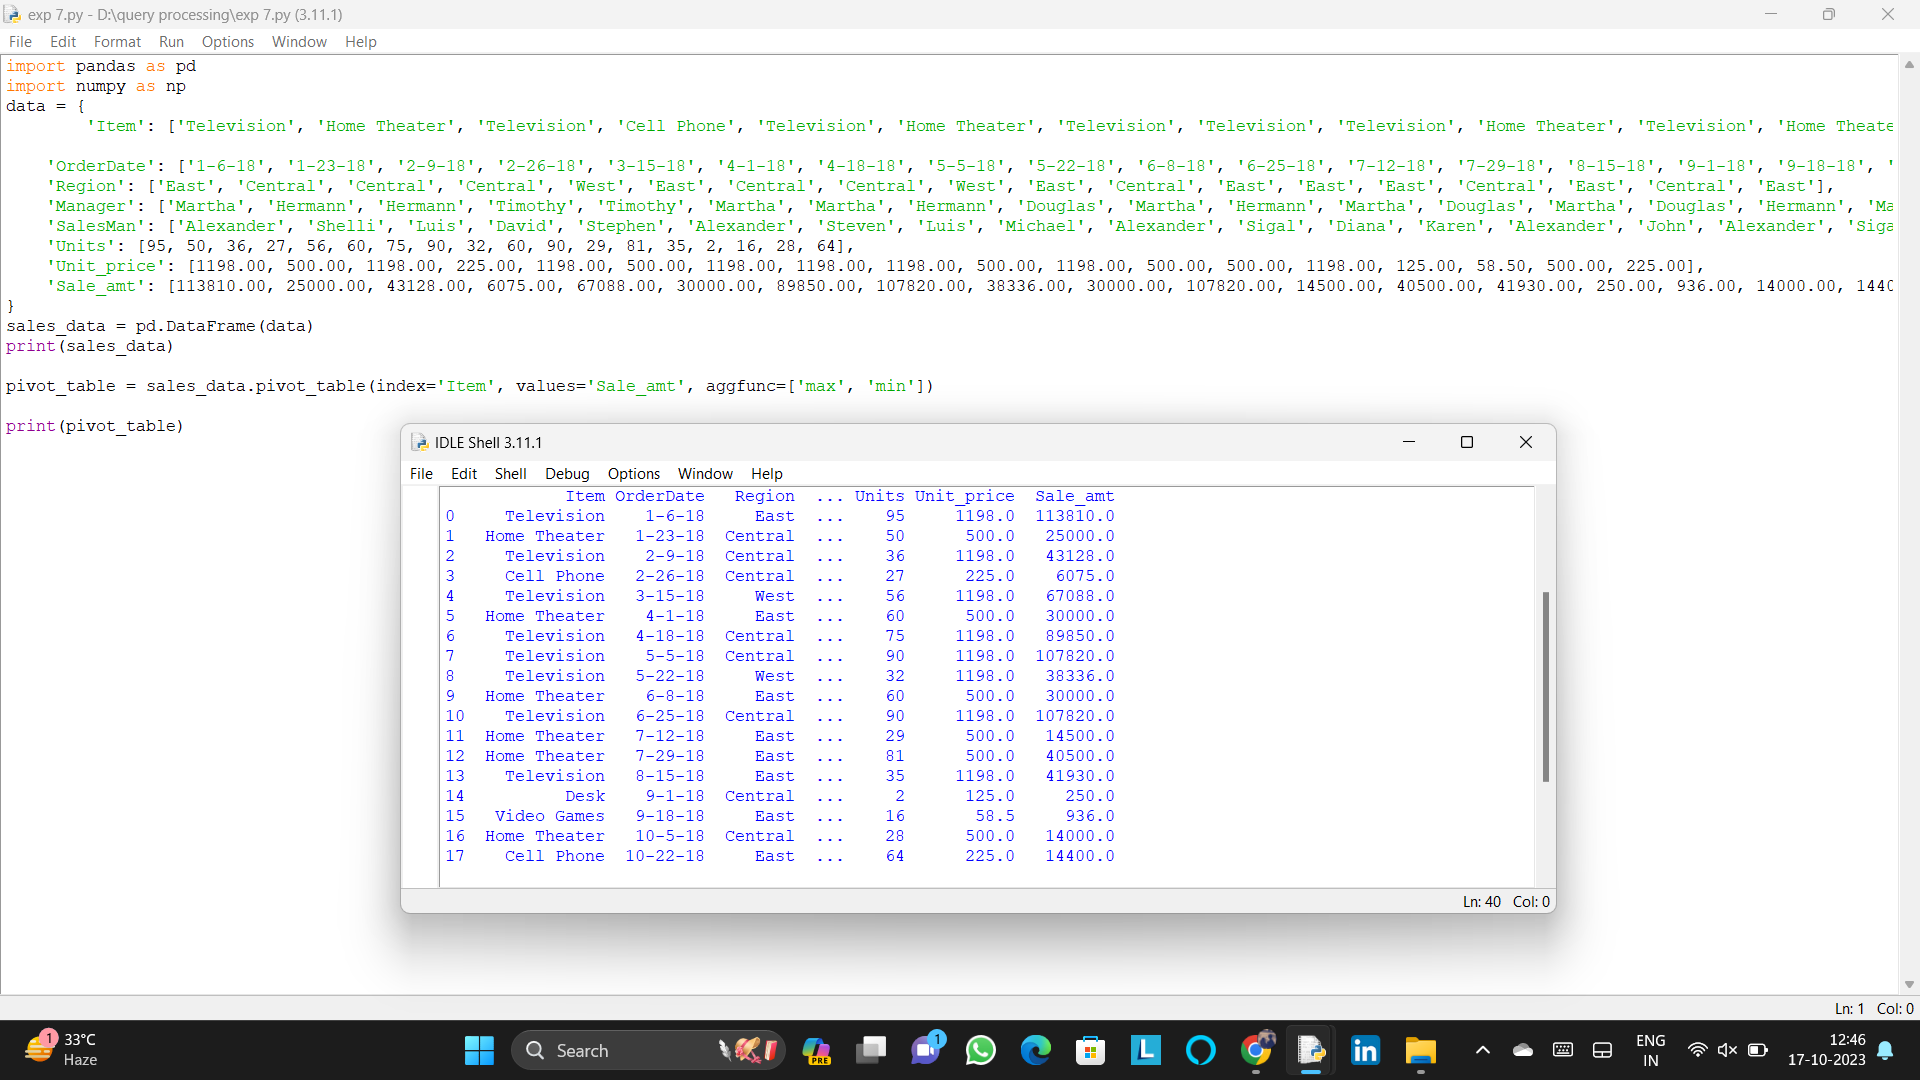 exp 7.py - D:\query processing\exp 7.py (3.11.1)
File Edit Format Run Options Window Help
import pandas as pd
import numpy as np
data = {
'Item': ['Television', 'Home Theater', 'Television', 'Cell Phone', 'Television', 'Home Theater', 'Television', 'Television', 'Television', 'Home Theater', 'Television', 'Home Theate
'OrderDate': ['1-6-18', '1-23-18', '2-9-18', '2-26-18', '3-15-18', '4-1-18', '4-18-18', '5-5-18', '5-22-18', '6-8-18', '6-25-18', '7-12-18', '7-29-18', '8-15-18', '9-1-18', '9-18-18', '
'Region': ['East', 'Central', 'Central', 'Central', 'West', 'East', 'Central', 'Central', 'West', 'East', 'Central', 'East', 'East', 'East', 'Central', 'East', 'Central', 'East'],
'Manager': ['Martha', 'Hermann', 'Hermann', 'Timothy', 'Timothy', 'Martha', 'Martha', 'Hermann', 'Douglas', 'Martha', 'Hermann', 'Martha', 'Douglas', 'Martha', 'Douglas', 'Hermann', 'Ma
'SalesMan': ['Alexander', 'Shelli', 'Luis', 'David', 'Stephen', 'Alexander', 'Steven', 'Luis', 'Michael', 'Alexander', 'Sigal', 'Diana', 'Karen', 'Alexander', 'John', 'Alexander', 'Siga
'Units': [95, 50, 36, 27, 56, 60, 75, 90, 32, 60, 90, 29, 81, 35, 2, 16, 28, 64],
'Unit_price': [1198.00, 500.00, 1198.00, 225.00, 1198.00, 500.00, 1198.00, 1198.00, 1198.00, 500.00, 1198.00, 500.00, 500.00, 1198.00, 125.00, 58.50, 500.00, 225.00],
'Sale_amt': [113810.00, 25000.00, 43128.00, 6075.00, 67088.00, 30000.00, 89850.00, 107820.00, 38336.00, 30000.00, 107820.00, 14500.00, 40500.00, 41930.00, 250.00, 936.00, 14000.00, 1440
}
sales_data = pd.DataFrame(data)
print(sales_data)
pivot_table = sales_data.pivot_table(index='Item', values='Sale_amt', aggfunc=['max', 'min'])
print(pivot_table)
IDLE Shell 3.11.1
File Edit Shell Debug Options Window Help
Item OrderDate Region ... Units Unit_price Sale_amt
0 Television 1-6-18 East ... 95 1198.0 113810.0
1 Home Theater 1-23-18 Central ... 50 500.0 25000.0
2 Television 2-9-18 Central ... 36 1198.0 43128.0
3 Cell Phone 2-26-18 Central ... 27 225.0 6075.0
4 Television 3-15-18 West ... 56 1198.0 67088.0
5 Home Theater 4-1-18 East ... 60 500.0 30000.0
6 Television 4-18-18 Central ... 75 1198.0 89850.0
7 Television 5-5-18 Central ... 90 1198.0 107820.0
8 Television 5-22-18 West ... 32 1198.0 38336.0
9 Home Theater 6-8-18 East ... 60 500.0 30000.0
10 Television 6-25-18 Central ... 90 1198.0 107820.0
11 Home Theater 7-12-18 East ... 29 500.0 14500.0
12 Home Theater 7-29-18 East ... 81 500.0 40500.0
13 Television 8-15-18 East ... 35 1198.0 41930.0
14 Desk 9-1-18 Central ... 2 125.0 250.0
15 Video Games 9-18-18 East ... 16 58.5 936.0
16 Home Theater 10-5-18 Central ... 28 500.0 14000.0
17 Cell Phone 10-22-18 East ... 64 225.0 14400.0
Ln: 40 Col: 0
Ln: 1 Col: 0
1 33°C
Haze
Search
PRE
1
L
in
ENG
IN
12:46
17-10-2023